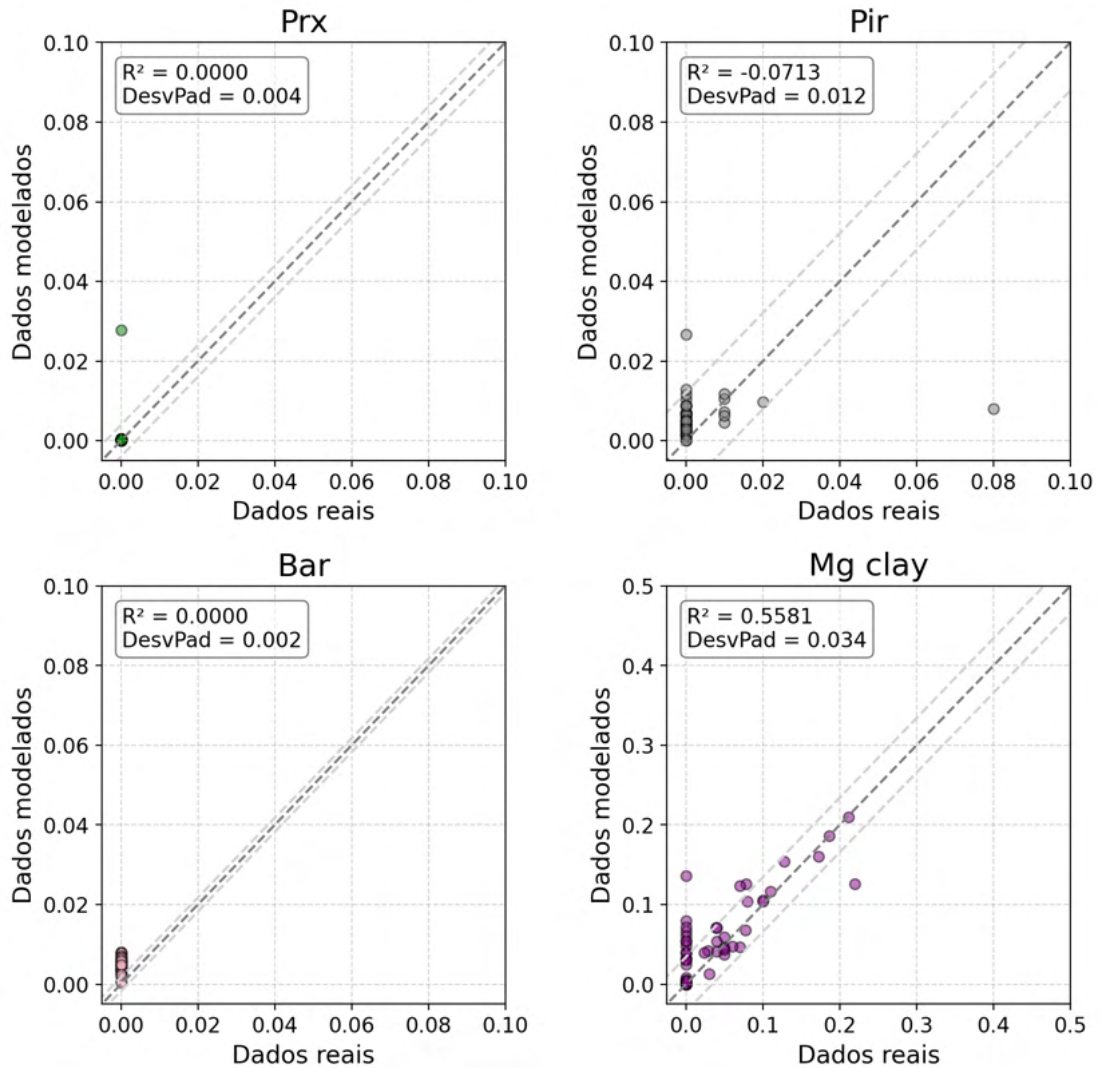 Prx
R² = 0.0000
DesvPad = 0.004
0.10
0.08
0.06
0.04
0.02
0.00
Dados modelados
0.00 0.02 0.04 0.06 0.08 0.10
Dados reais
Pir
R² = -0.0713
DesvPad = 0.012
0.10
0.08
0.06
0.04
0.02
0.00
Dados modelados
0.00 0.02 0.04 0.06 0.08 0.10
Dados reais
Bar
R² = 0.0000
DesvPad = 0.002
0.10
0.08
0.06
0.04
0.02
0.00
Dados modelados
0.00 0.02 0.04 0.06 0.08 0.10
Dados reais
Mg clay
R² = 0.5581
DesvPad = 0.034
0.5
0.4
0.3
0.2
0.1
0.0
Dados modelados
0.0 0.1 0.2 0.3 0.4 0.5
Dados reais